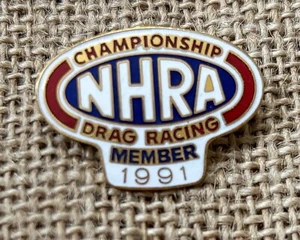 CHAMPIONSHIP
NHRA
DRAG RACING
MEMBER
1991